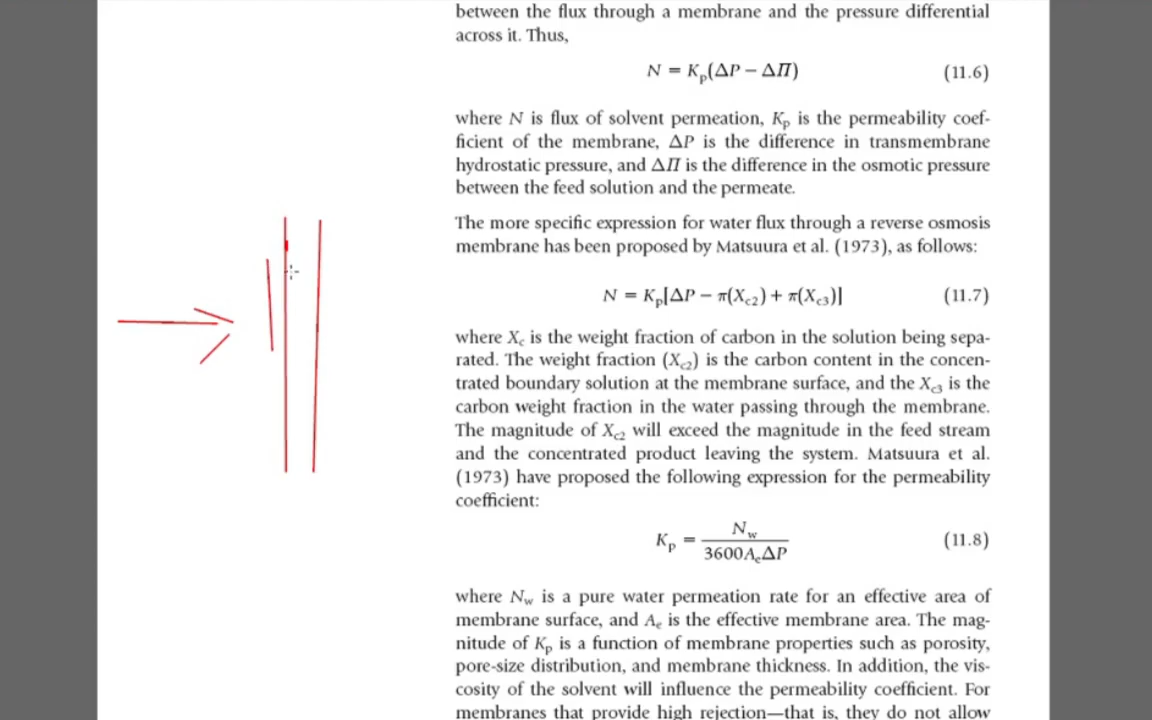 between the flux through a membrane and the pressure differential
across it. Thus,
N = Kp(ΔP − ΔΠ) (11.6)
where N is flux of solvent permeation, Kp is the permeability coef-
ficient of the membrane, ΔP is the difference in transmembrane
hydrostatic pressure, and ΔΠ is the difference in the osmotic pressure
between the feed solution and the permeate.
The more specific expression for water flux through a reverse osmosis
membrane has been proposed by Matsuura et al. (1973), as follows:
N = Kp[ΔP − π(Xc2) + π(Xc3)] (11.7)
where Xc is the weight fraction of carbon in the solution being sepa-
rated. The weight fraction (Xc2) is the carbon content in the concen-
trated boundary solution at the membrane surface, and the Xc3 is the
carbon weight fraction in the water passing through the membrane.
The magnitude of Xc2 will exceed the magnitude in the feed stream
and the concentrated product leaving the system. Matsuura et al.
(1973) have proposed the following expression for the permeability
coefficient:
Kp = Nw / 3600AeΔP (11.8)
where Nw is a pure water permeation rate for an effective area of
membrane surface, and Ae is the effective membrane area. The mag-
nitude of Kp is a function of membrane properties such as porosity,
pore-size distribution, and membrane thickness. In addition, the vis-
cosity of the solvent will influence the permeability coefficient. For
membranes that provide high rejection—that is, they do not allow